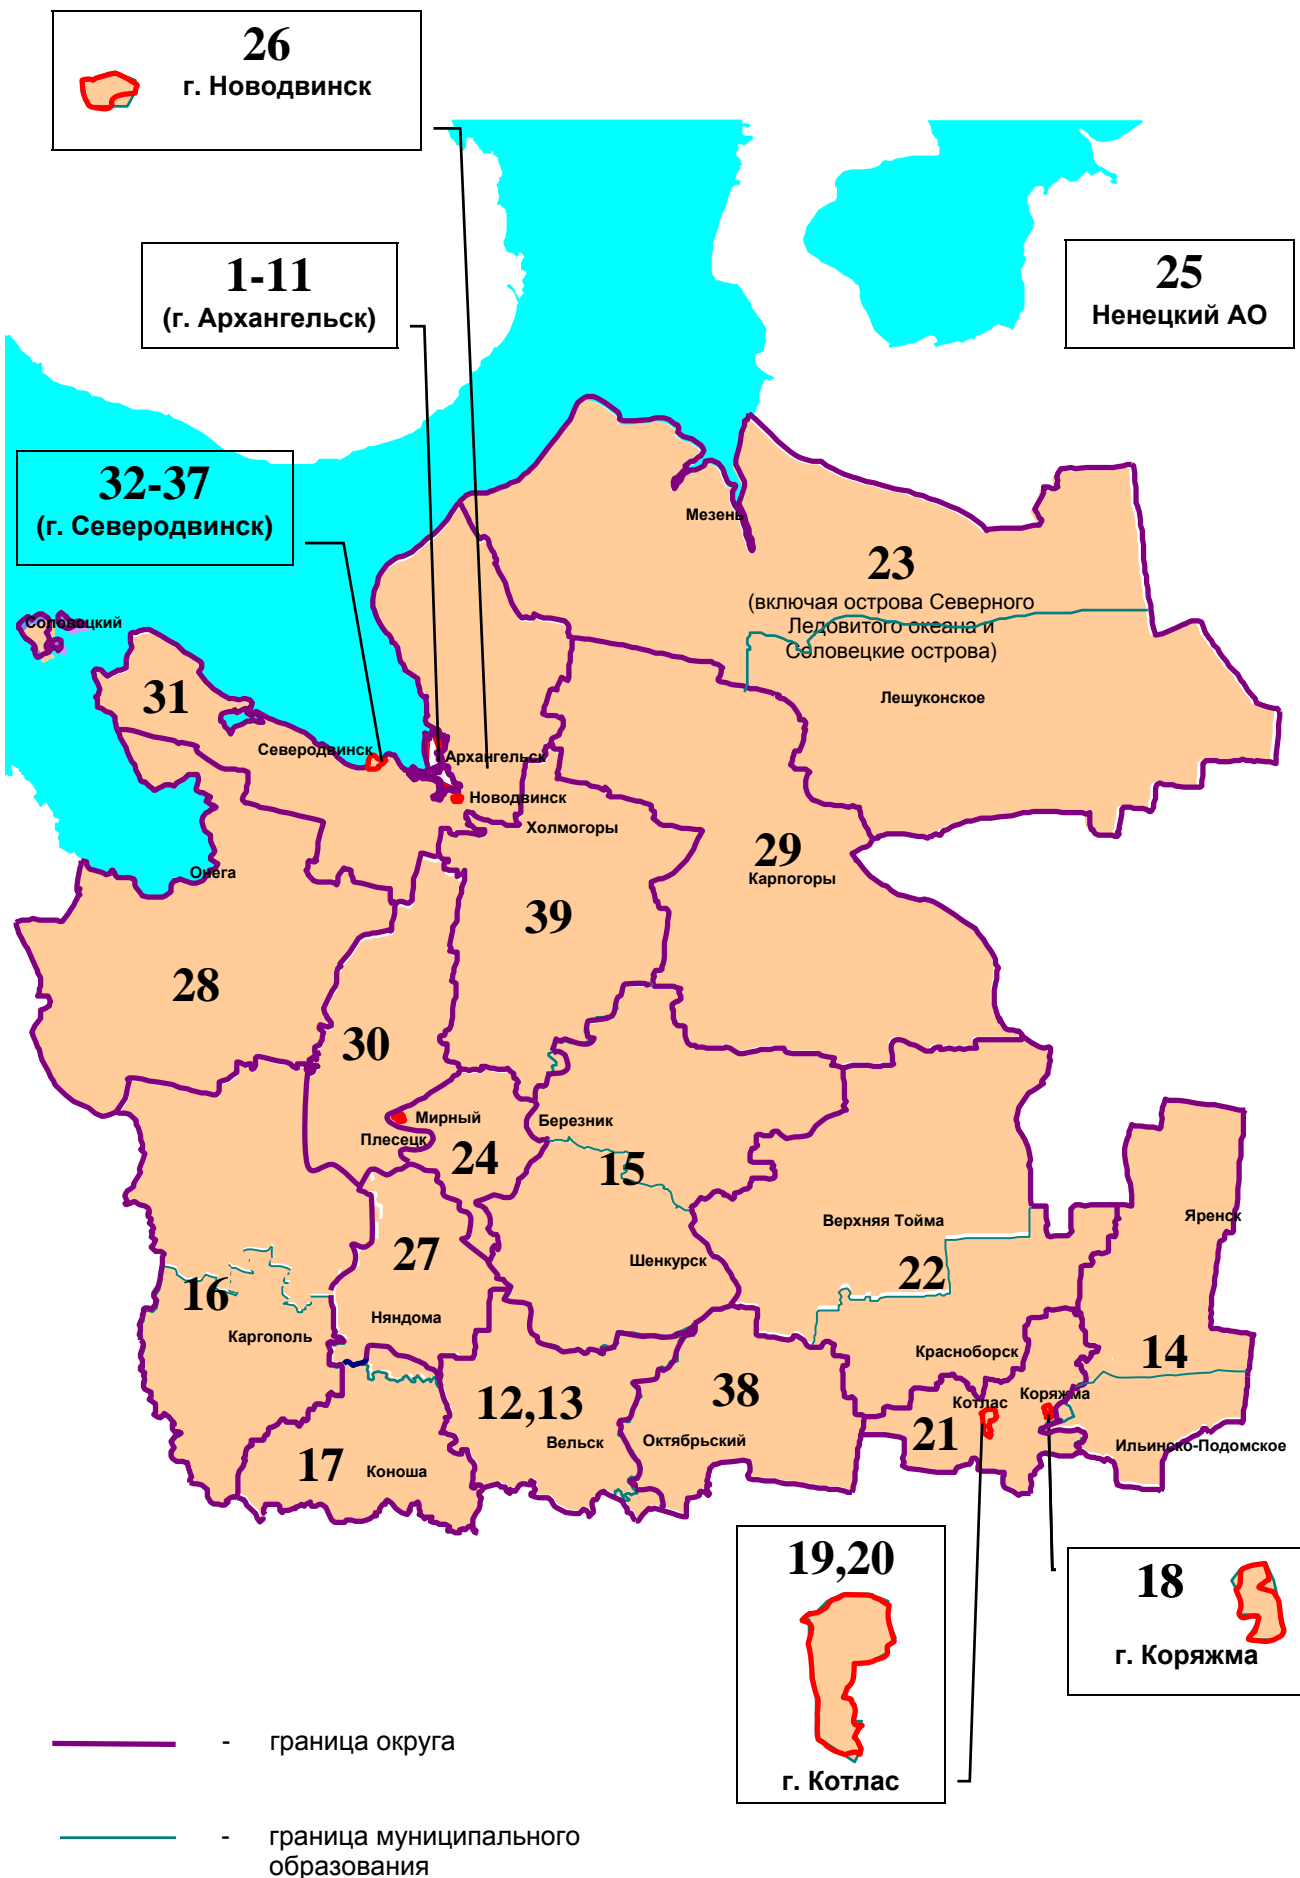 26
г. Новодвинск
1-11
(г. Архангельск)
25
Ненецкий АО
32-37
(г. Северодвинск)
Мезень
23
(включая острова Северного
Ледовитого океана и
Соловецкие острова)
Соловецкий
31
Лешуконское
Северодвинск
Архангельск
Новодвинск
Холмогоры
29
Карпогоры
Онега
39
28
30
Мирный
Березник
Плесецк
24
15
Яренск
Верхняя Тойма
27
Шенкурск
22
16
Няндома
Каргополь
Красноборск
14
12,13
38
Коряжма
Котлас
21
Вельск
Октябрьский
Ильинско-Подомское
17
Коноша
19,20
г. Котлас
18
г. Коряжма
- граница округа
- граница муниципального
образования